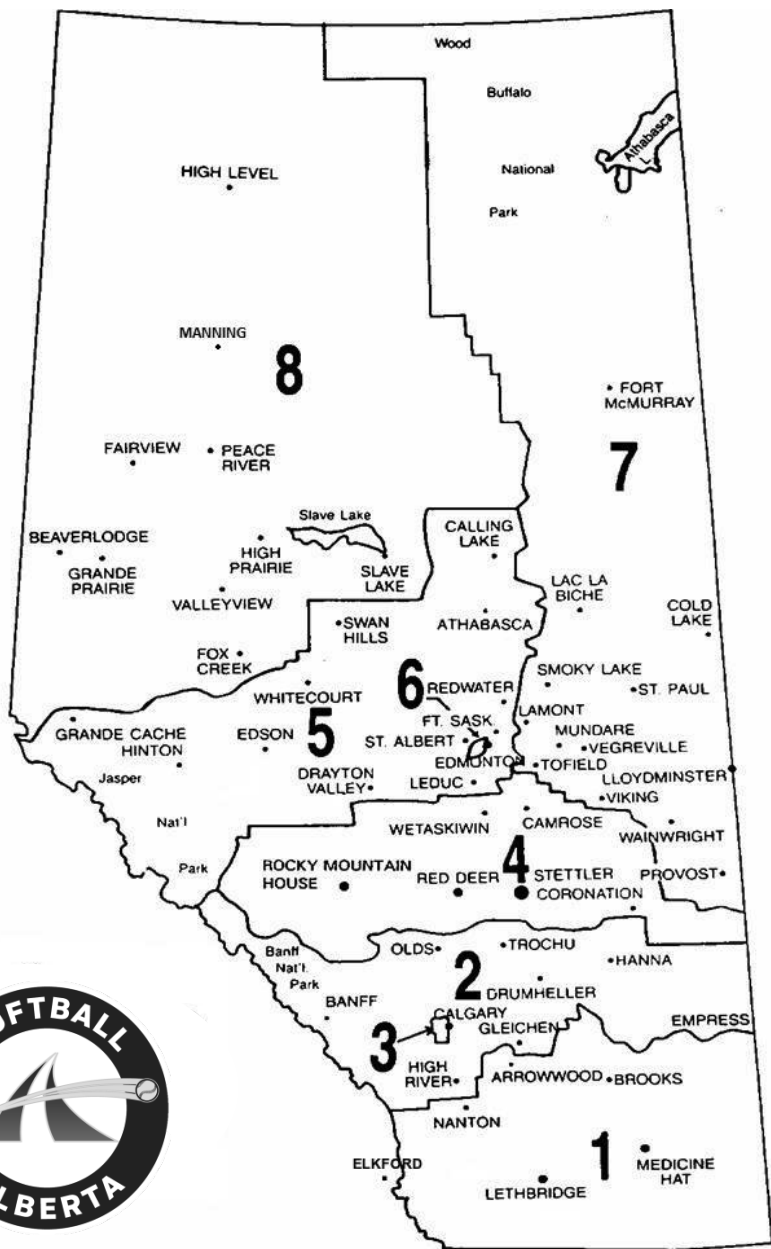 Wood
Buffalo
National
Park
Athabasca
L.
HIGH LEVEL
MANNING
8
FORT
McMURRAY
FAIRVIEW
PEACE
RIVER
7
Slave Lake
BEAVERLODGE
GRANDE
PRAIRIE
HIGH
PRAIRIE
SLAVE
LAKE
CALLING
LAKE
VALLEYVIEW
LAC LA
BICHE
COLD
LAKE
SWAN
HILLS
ATHABASCA
FOX
CREEK
WHITECOURT
6
REDWATER
SMOKY LAKE
ST. PAUL
GRANDE CACHE
HINTON
EDSON
5
FT. SASK.
ST. ALBERT
EDMONTON
LAMONT
MUNDARE
VEGREVILLE
TOFIELD
Jasper
Nat'l
Park
DRAYTON
VALLEY
LEDUC
LLOYDMINSTER
VIKING
WETASKIWIN
CAMROSE
WAINWRIGHT
4
ROCKY MOUNTAIN
HOUSE
RED DEER
STETTLER
CORONATION
PROVOST
Banff
Nat'l.
Park
OLDS
TROCHU
HANNA
2
DRUMHELLER
BANFF
CALGARY
3
GLEICHEN
EMPRESS
HIGH
RIVER
ARROWWOOD
BROOKS
NANTON
ELKFORD
1
LETHBRIDGE
MEDICINE
HAT
OFTBALL
LBERTA